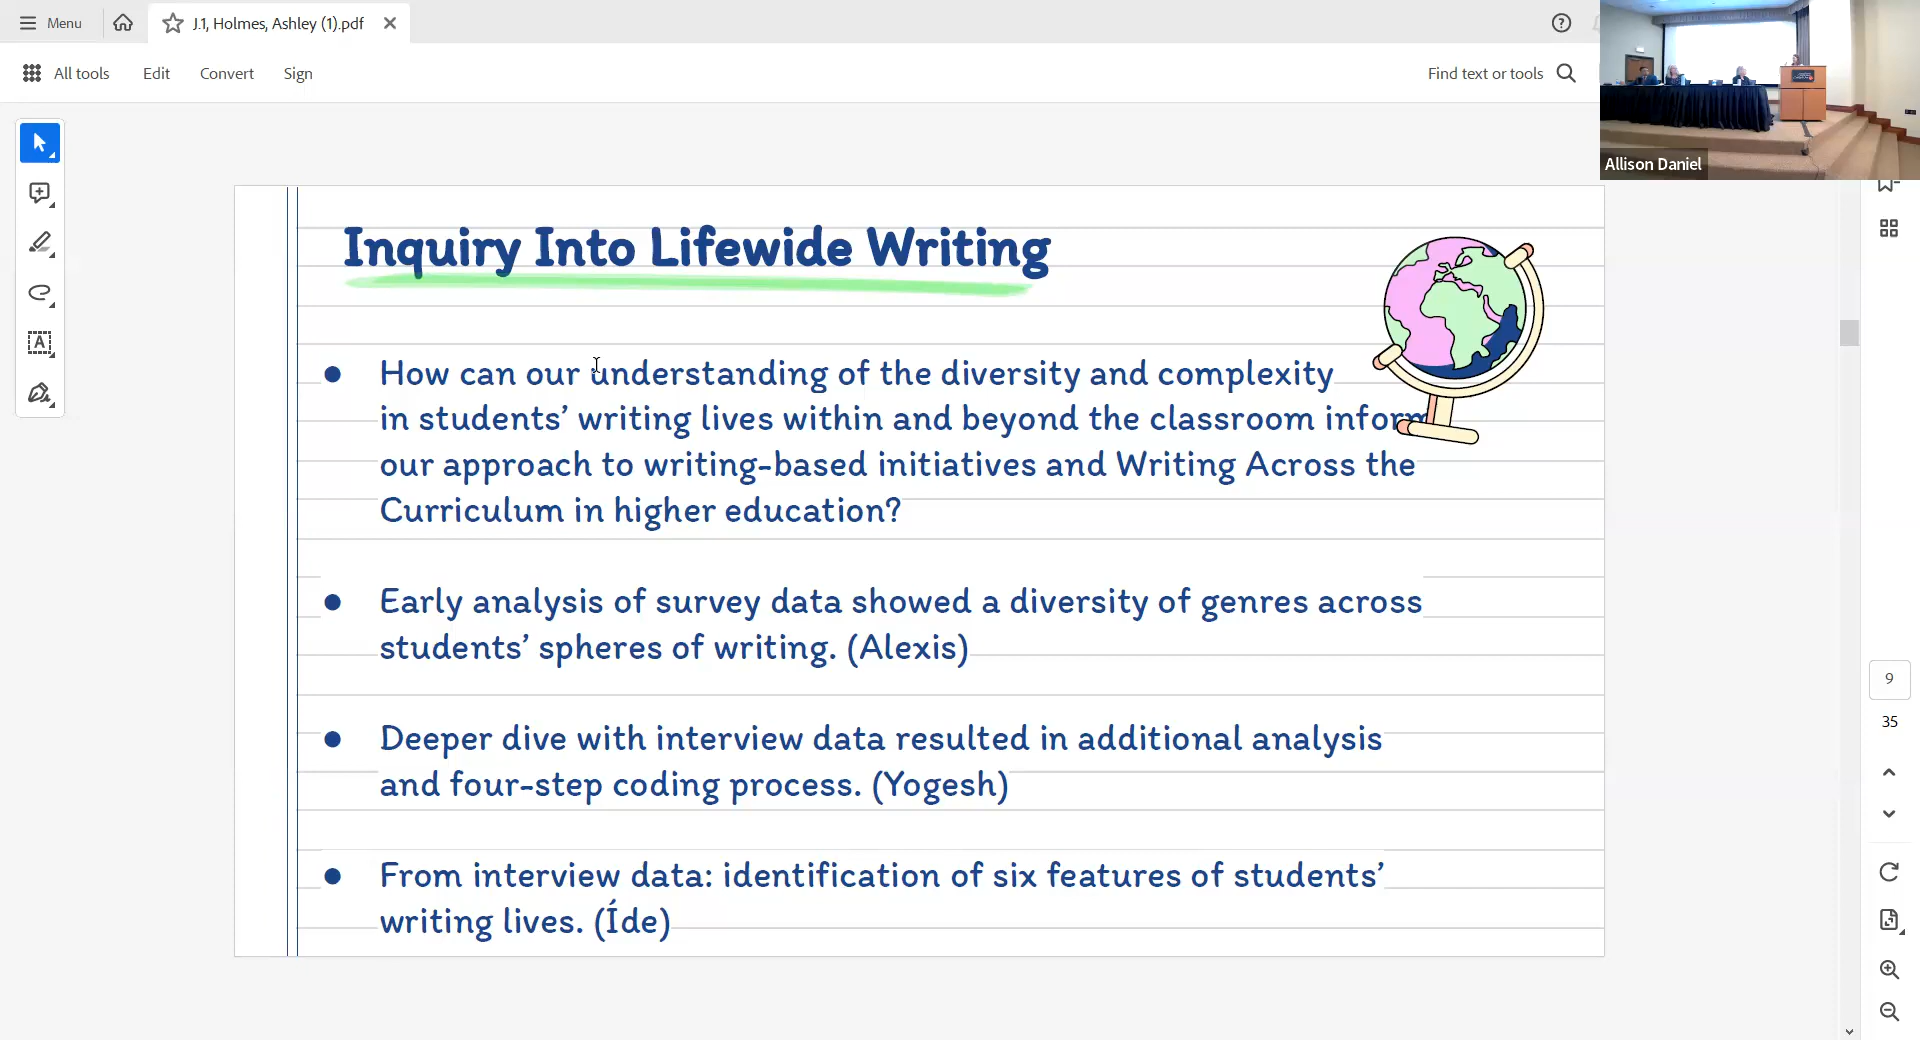 Menu
J.1, Holmes, Ashley (1).pdf
All tools
Edit
Convert
Sign
Find text or tools
Allison Daniel
Inquiry Into Lifewide Writing
How can our understanding of the diversity and complexity
in students’ writing lives within and beyond the classroom inform
our approach to writing-based initiatives and Writing Across the
Curriculum in higher education?
Early analysis of survey data showed a diversity of genres across
students’ spheres of writing. (Alexis)
Deeper dive with interview data resulted in additional analysis
and four-step coding process. (Yogesh)
From interview data: identification of six features of students’
writing lives. (Íde)
9
35